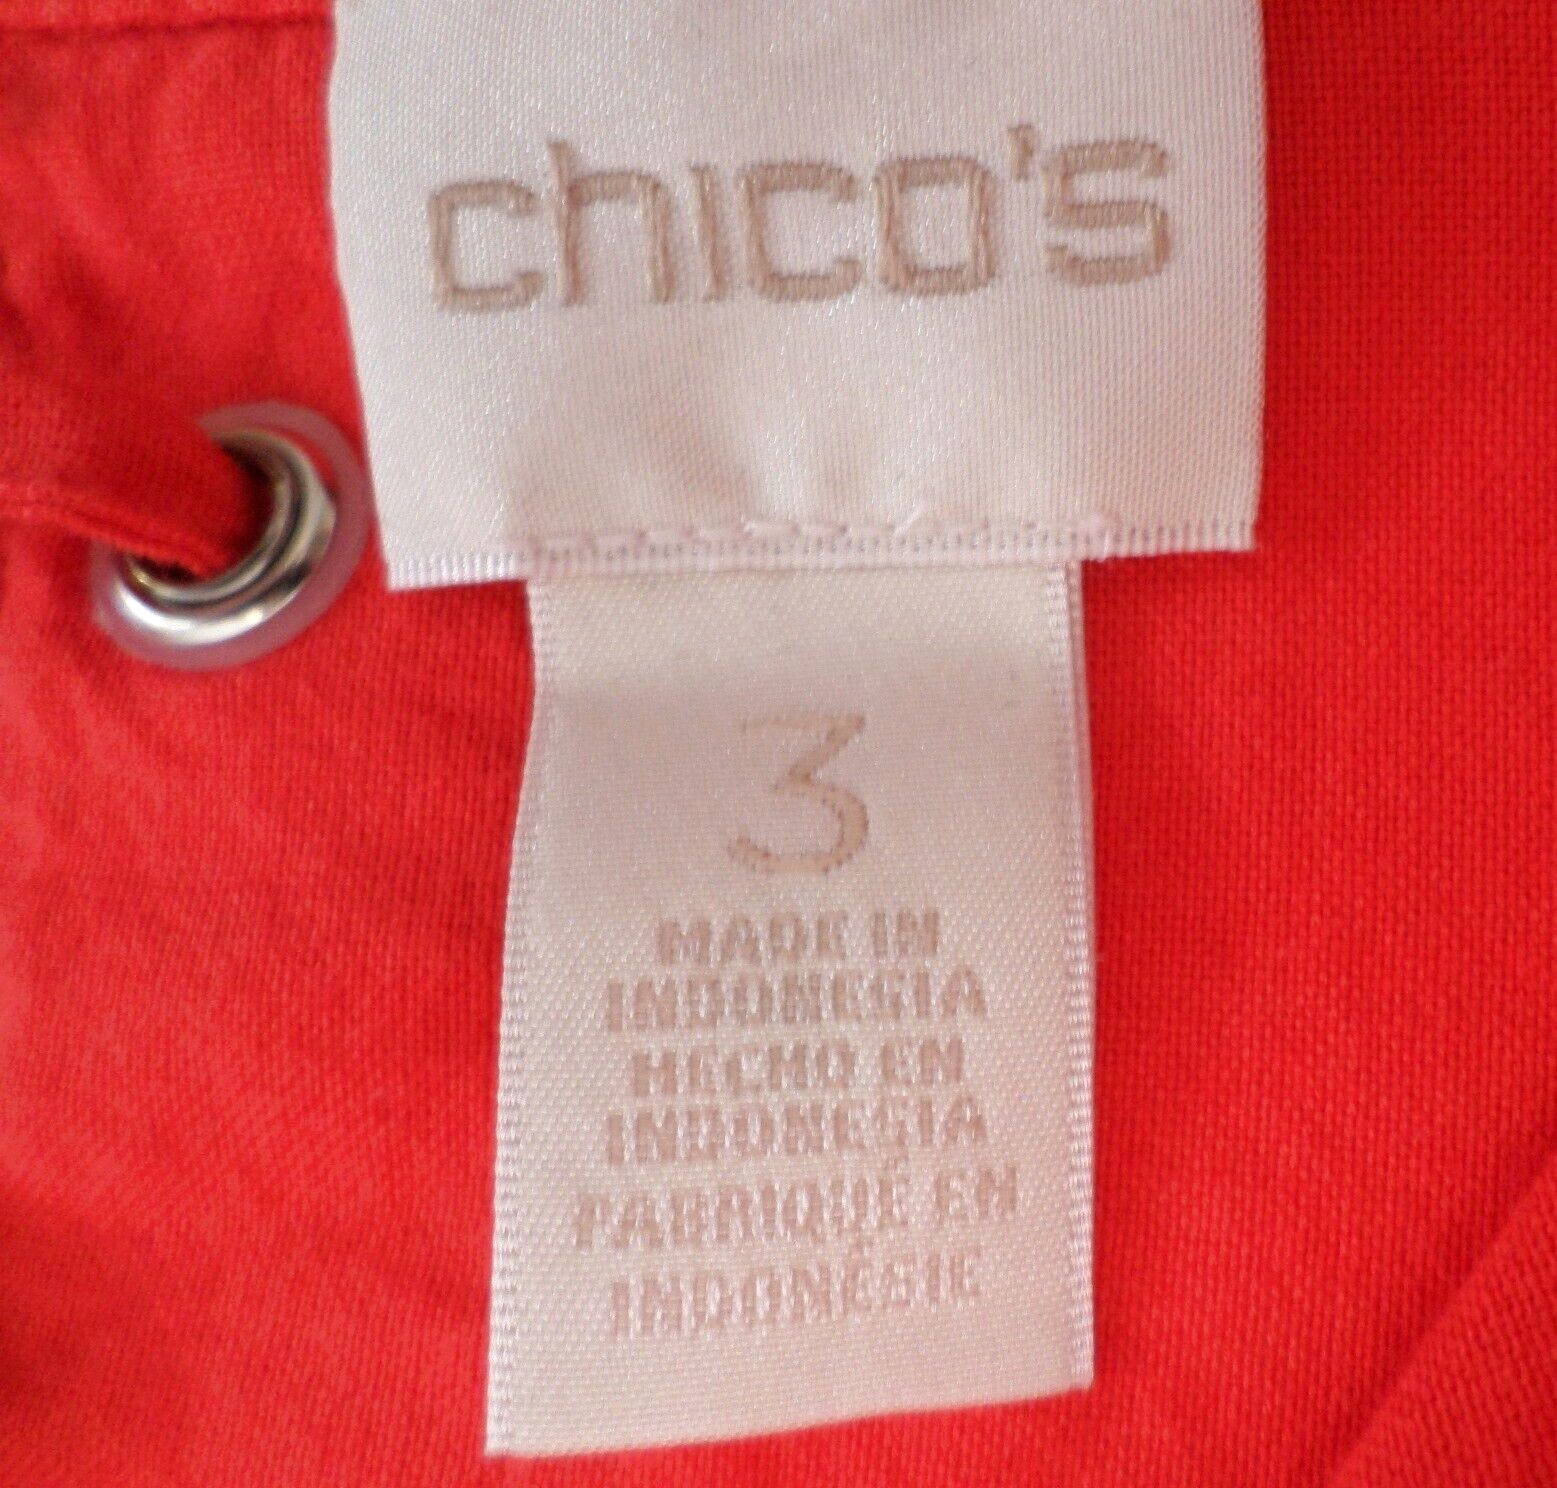 chico's
3
MADE IN
INDONESIA
HECHO EN
INDONESIA
FABRIQUÉ EN
INDONÉSIE